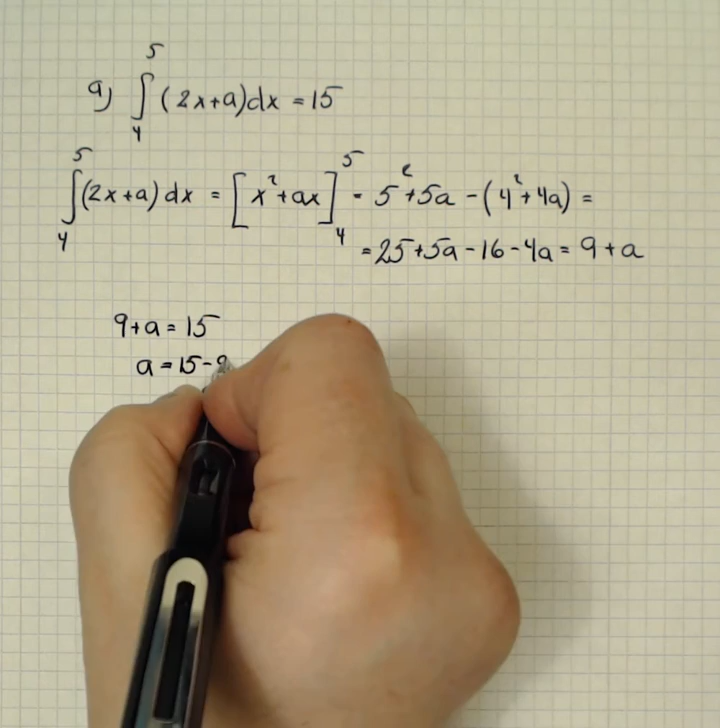 a) ∫₄⁵ (2x+a)dx = 15
∫₄⁵ (2x+a) dx = [x²+ax]₄⁵ = 5²+5a - (4²+4a) =
= 25+5a-16-4a = 9+a
9+a = 15
a = 15-9